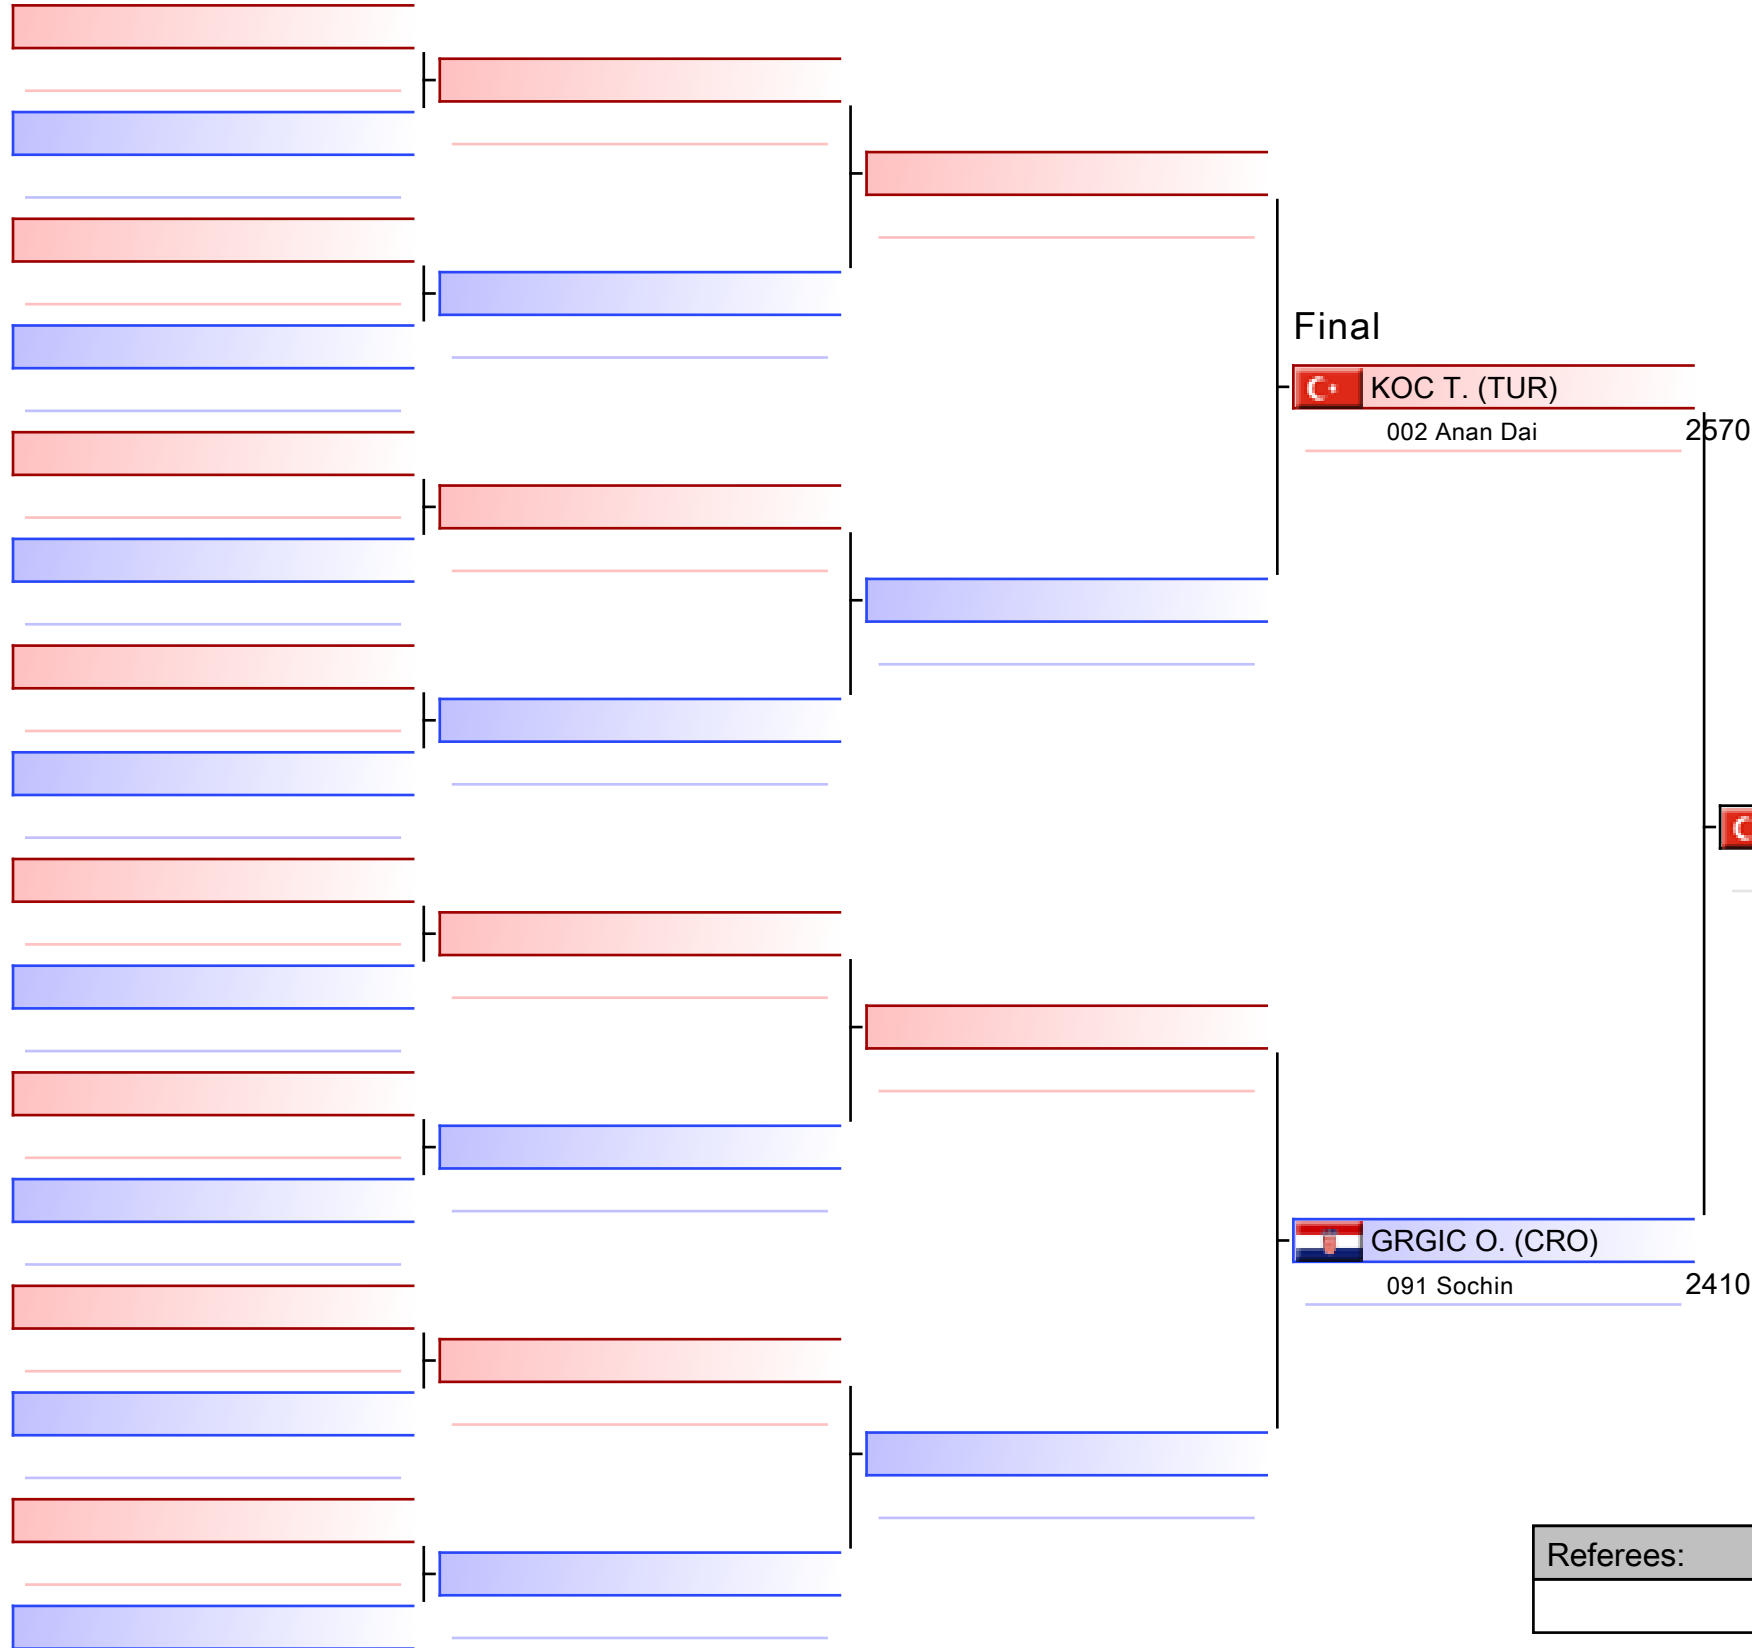 Final
KOC T. (TUR)
002 Anan Dai 2570
GRGIC O. (CRO)
091 Sochin 2410
Referees: